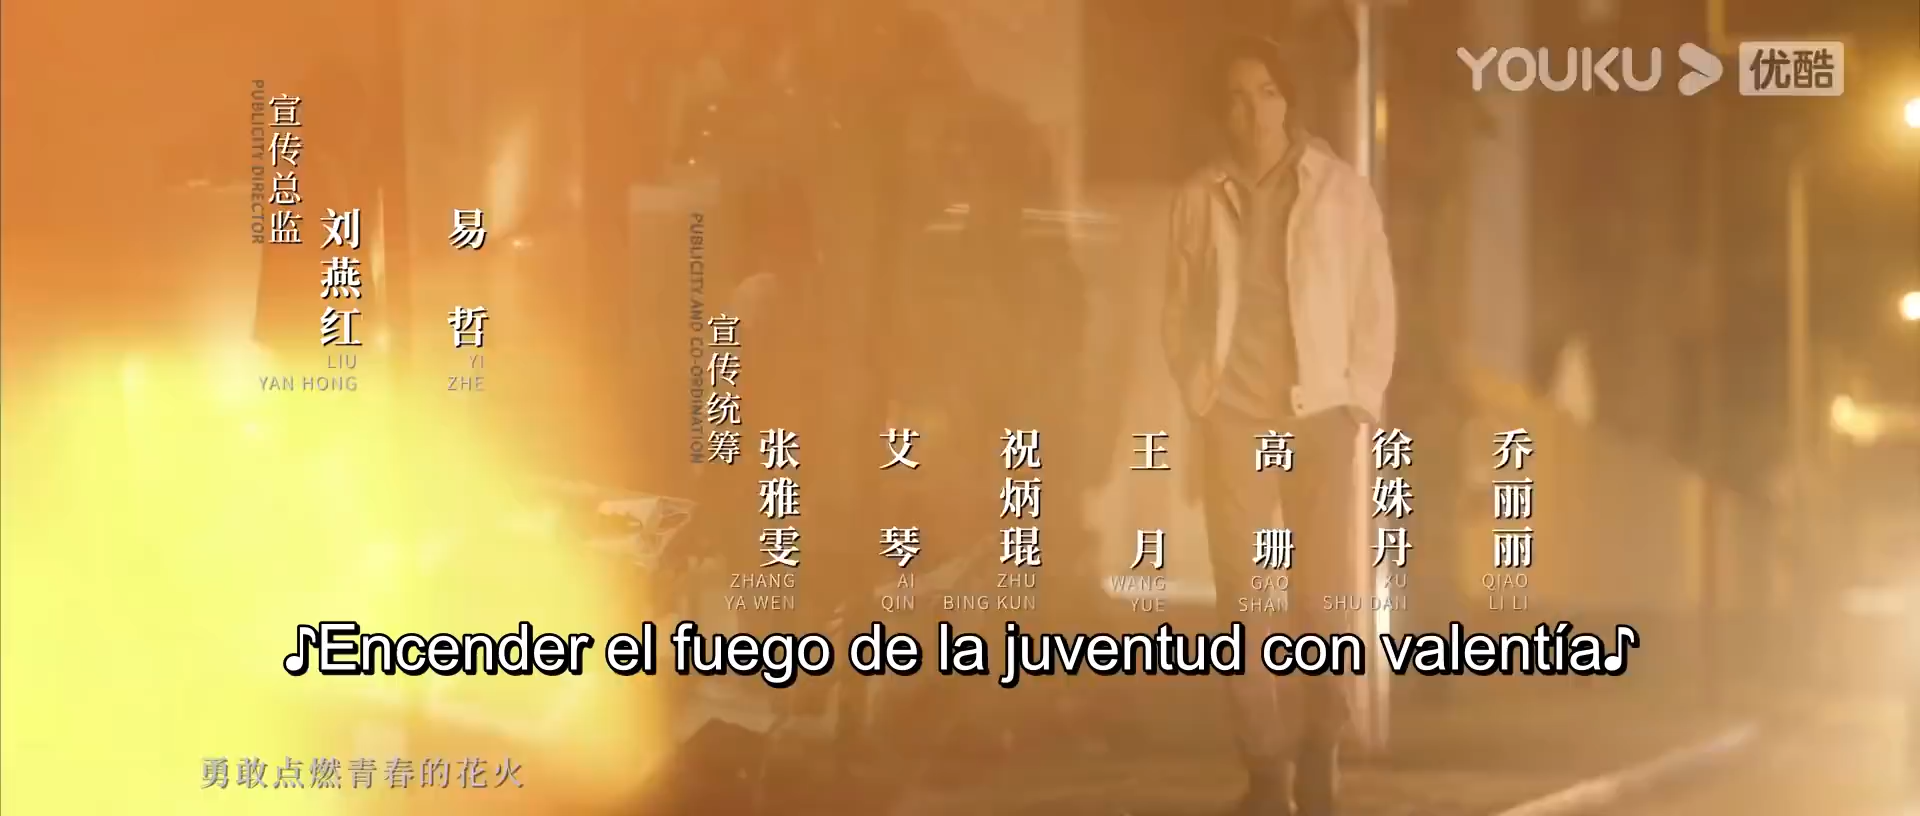 YOUKU 优酷
宣传总监
PUBLICITY DIRECTOR
刘燕红
LIU
YAN HONG
易哲
YI
ZHE
宣传统筹
PUBLICITY AND CO-ORDINATION
张雅雯
ZHANG
YA WEN
艾琴
AI
QIN
祝炳琨
ZHU
BING KUN
王月
WANG
YUE
高珊
GAO
SHAN
徐姝丹
XU
SHU DAN
乔丽丽
QIAO
LI LI
♪Encender el fuego de la juventud con valentía♪
勇敢点燃青春的花火